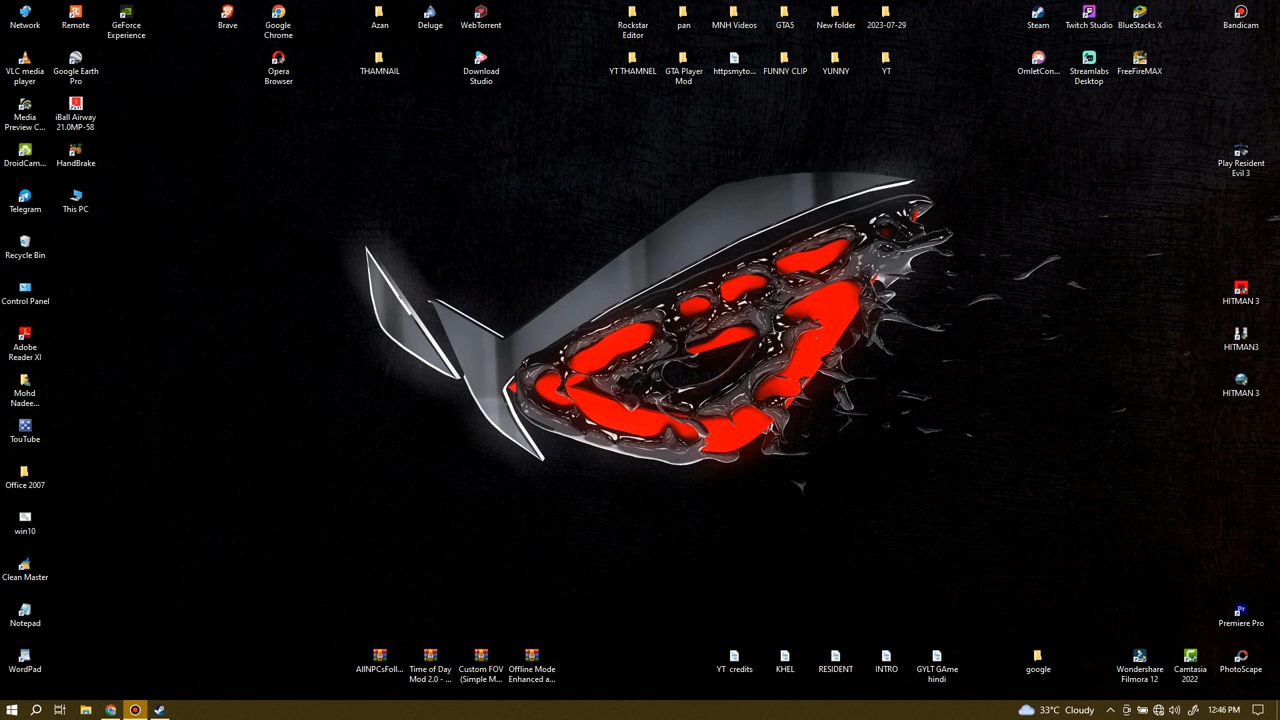 Network
Remote
GeForce
Experience
Brave
Google
Chrome
Azan
Deluge
WebTorrent
Rockstar
Editor
pan
MNH Videos
GTA5
New folder
2023-07-29
Steam
Twitch Studio
BlueStacks X
Bandicam
VLC media
player
Google Earth
Pro
Opera
Browser
THAMNAIL
Download
Studio
YT THAMNEL
GTA Player
Mod
httpsmyto...
FUNNY CLIP
YUNNY
YT
OmletCon...
Streamlabs
Desktop
FreeFireMAX
Media
Preview C...
iBall Airway
21.0MP-58
DroidCam...
HandBrake
Play Resident
Evil 3
Telegram
This PC
Recycle Bin
Control Panel
HITMAN 3
Adobe
Reader XI
HITMAN3
Mohd
Nadee...
HITMAN 3
TouTube
Office 2007
win10
Clean Master
Notepad
Premiere Pro
WordPad
AllNPCsFoll...
Time of Day
Mod 2.0 - ...
Custom FOV
(Simple M...
Offline Mode
Enhanced a...
YT credits
KHEL
RESIDENT
INTRO
GYLT GAme
hindi
google
Wondershare
Filmora 12
Camtasia
2022
PhotoScape
33°C Cloudy
12:46 PM